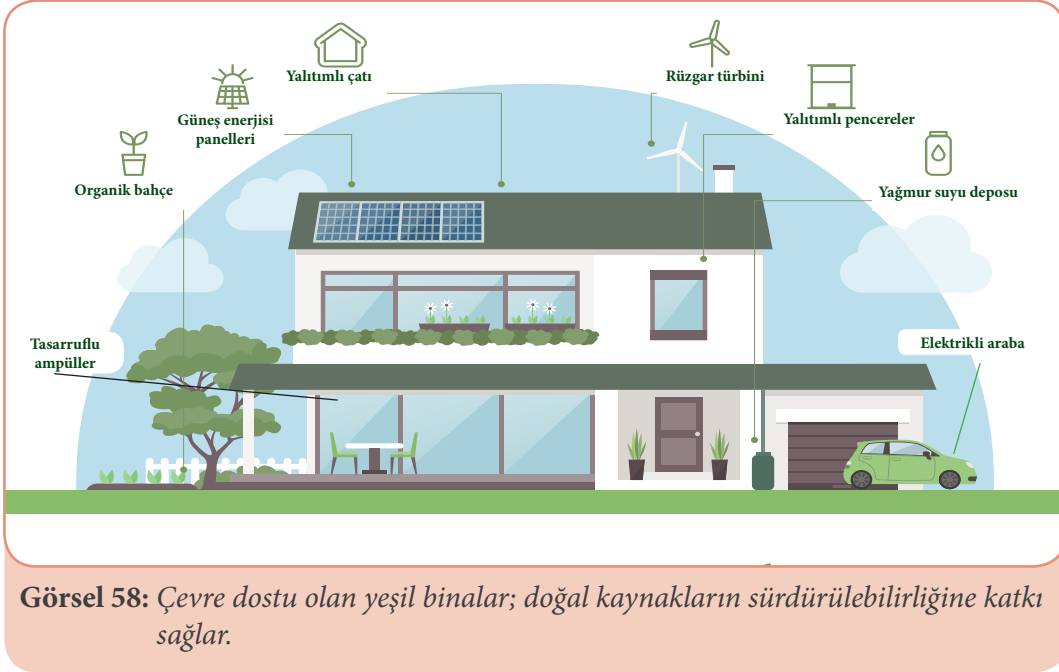 Yalıtımlı çatı
Rüzgar türbini
Güneş enerjisi
panelleri
Yalıtımlı pencereler
Organik bahçe
Yağmur suyu deposu
Tasarruflu
ampüller
Elektrikli araba
Görsel 58: Çevre dostu olan yeşil binalar; doğal kaynakların sürdürülebilirliğine katkı
sağlar.